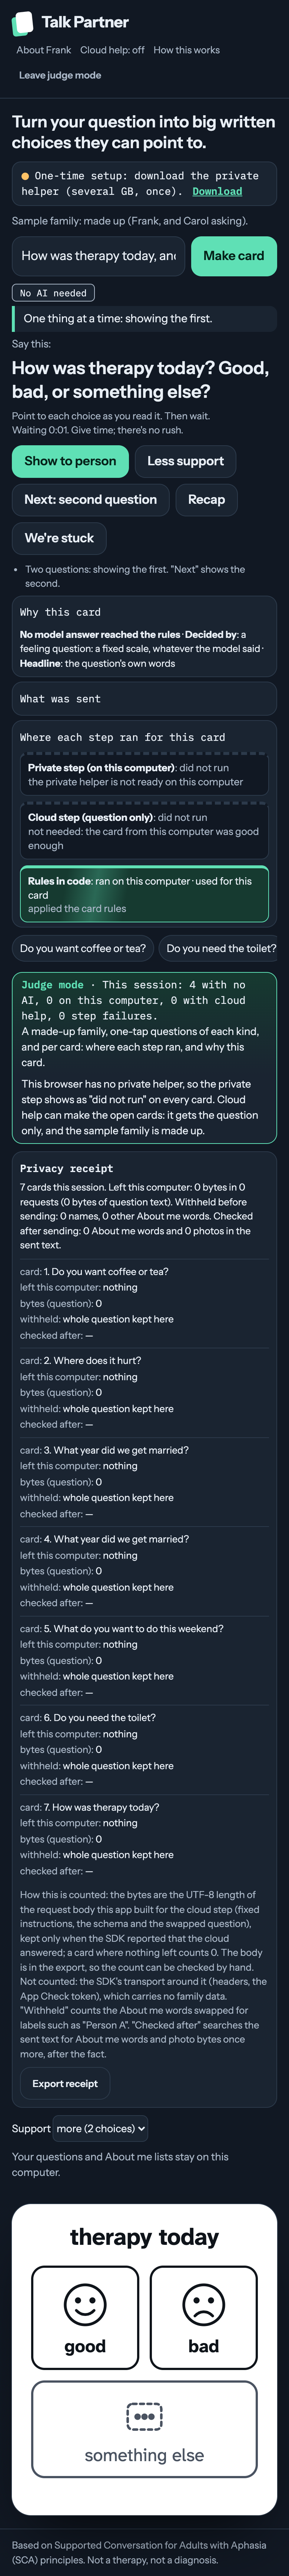 Talk Partner
About Frank Cloud help: off How this works
Leave judge mode
Turn your question into big written
choices they can point to.
One-time setup: download the private
helper (several GB, once). Download
Sample family: made up (Frank, and Carol asking).
How was therapy today, and
Make card
No AI needed
One thing at a time: showing the first.
Say this:
How was therapy today? Good,
bad, or something else?
Point to each choice as you read it. Then wait.
Waiting 0:01. Give time; there's no rush.
Show to person Less support
Next: second question Recap
We're stuck
• Two questions: showing the first. "Next" shows the
second.
Why this card
No model answer reached the rules · Decided by: a
feeling question: a fixed scale, whatever the model said ·
Headline: the question's own words
What was sent
Where each step ran for this card
Private step (on this computer): did not run
the private helper is not ready on this computer
Cloud step (question only): did not run
not needed: the card from this computer was good
enough
Rules in code: ran on this computer · used for this
card
applied the card rules
Do you want coffee or tea? Do you need the toilet?
Judge mode · This session: 4 with no
AI, 0 on this computer, 0 with cloud
help, 0 step failures.
A made-up family, one-tap questions of each kind,
and per card: where each step ran, and why this
card.
This browser has no private helper, so the private
step shows as "did not run" on every card. Cloud
help can make the open cards: it gets the question
only, and the sample family is made up.
Privacy receipt
7 cards this session. Left this computer: 0 bytes in 0
requests (0 bytes of question text). Withheld before
sending: 0 names, 0 other About me words. Checked
after sending: 0 About me words and 0 photos in the
sent text.
card: 1. Do you want coffee or tea?
left this computer: nothing
bytes (question): 0
withheld: whole question kept here
checked after: —
card: 2. Where does it hurt?
left this computer: nothing
bytes (question): 0
withheld: whole question kept here
checked after: —
card: 3. What year did we get married?
left this computer: nothing
bytes (question): 0
withheld: whole question kept here
checked after: —
card: 4. What year did we get married?
left this computer: nothing
bytes (question): 0
withheld: whole question kept here
checked after: —
card: 5. What do you want to do this weekend?
left this computer: nothing
bytes (question): 0
withheld: whole question kept here
checked after: —
card: 6. Do you need the toilet?
left this computer: nothing
bytes (question): 0
withheld: whole question kept here
checked after: —
card: 7. How was therapy today?
left this computer: nothing
bytes (question): 0
withheld: whole question kept here
checked after: —
How this is counted: the bytes are the UTF-8 length of
the request body this app built for the cloud step (fixed
instructions, the schema and the swapped question),
kept only when the SDK reported that the cloud
answered; a card where nothing left counts 0. The body
is in the export, so the count can be checked by hand.
Not counted: the SDK's transport around it (headers, the
App Check token), which carries no family data.
"Withheld" counts the About me words swapped for
labels such as "Person A". "Checked after" searches the
sent text for About me words and photo bytes once
more, after the fact.
Export receipt
Support more (2 choices)
Your questions and About me lists stay on this
computer.
therapy today
good bad
something else
Based on Supported Conversation for Adults with Aphasia
(SCA) principles. Not a therapy, not a diagnosis.